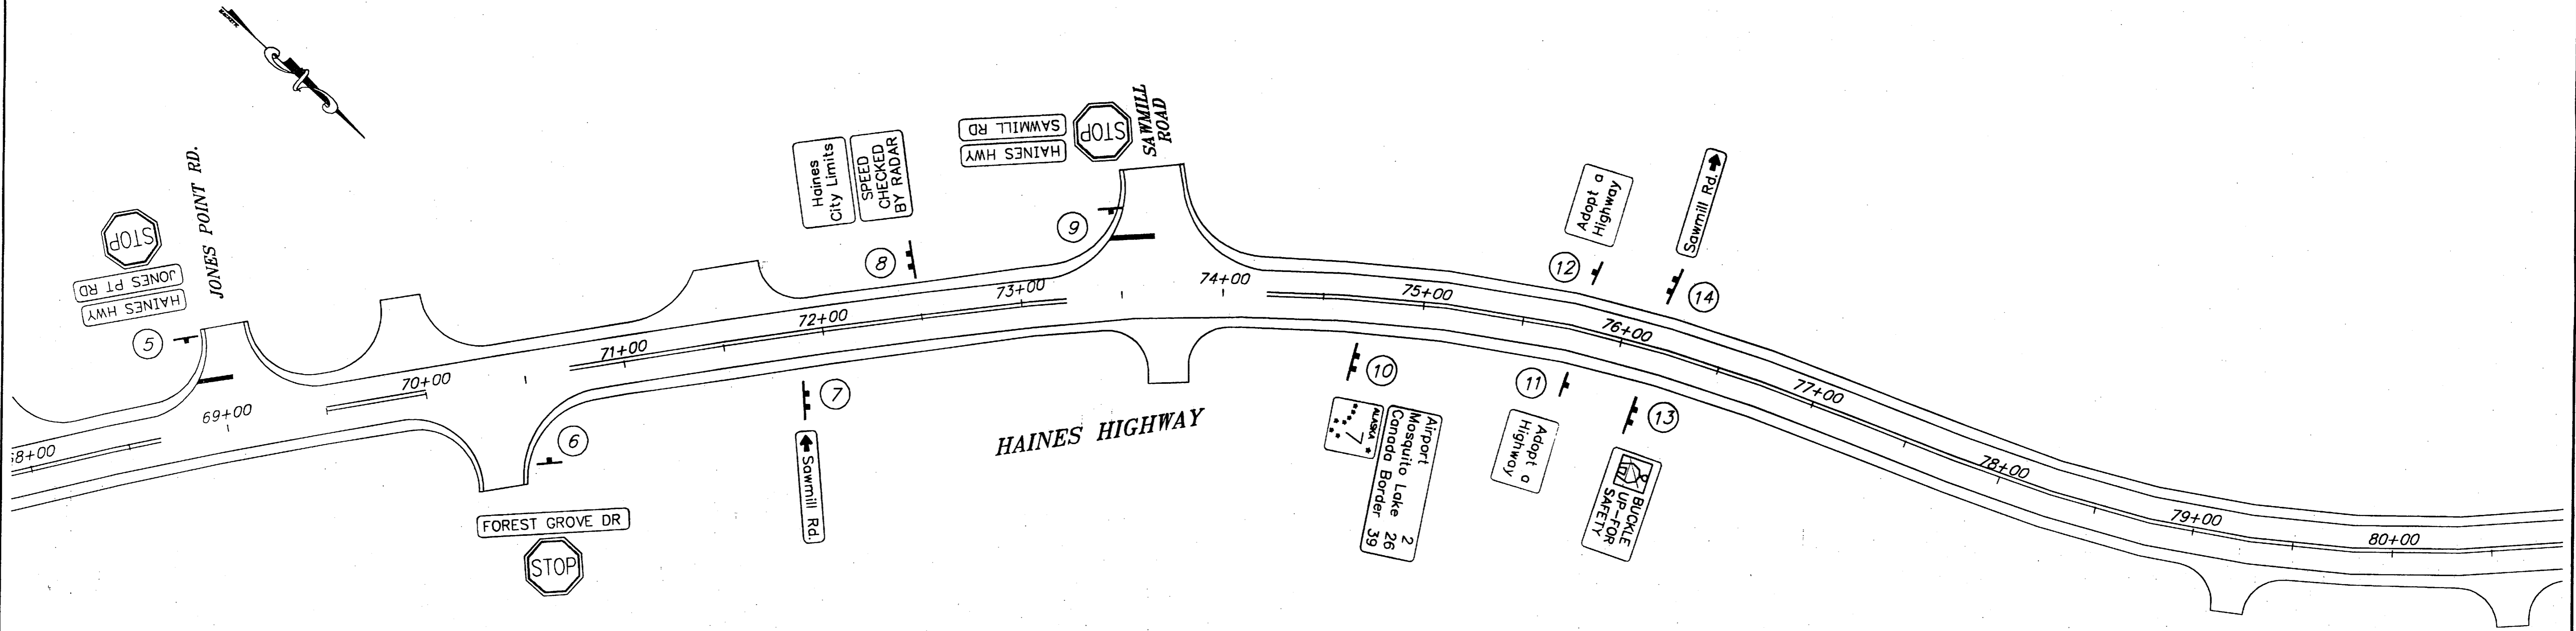 JONES POINT RD.
STOP
JONES PT RD
HAINES HWY
5
58+00
69+00
70+00
71+00
72+00
73+00
74+00
75+00
76+00
77+00
78+00
79+00
80+00
6
FOREST GROVE DR
STOP
7
Sawmill Rd.
Haines
City Limits
SPEED
CHECKED
BY RADAR
8
SAWMILL RD
HAINES HWY
STOP
SAWMILL
ROAD
9
HAINES HIGHWAY
10
ALASKA
7
Airport 2
Mosquito Lake 26
Canada Border 39
11
Adopt a
Highway
12
Adopt a
Highway
13
BUCKLE
UP-FOR
SAFETY
14
Sawmill Rd.